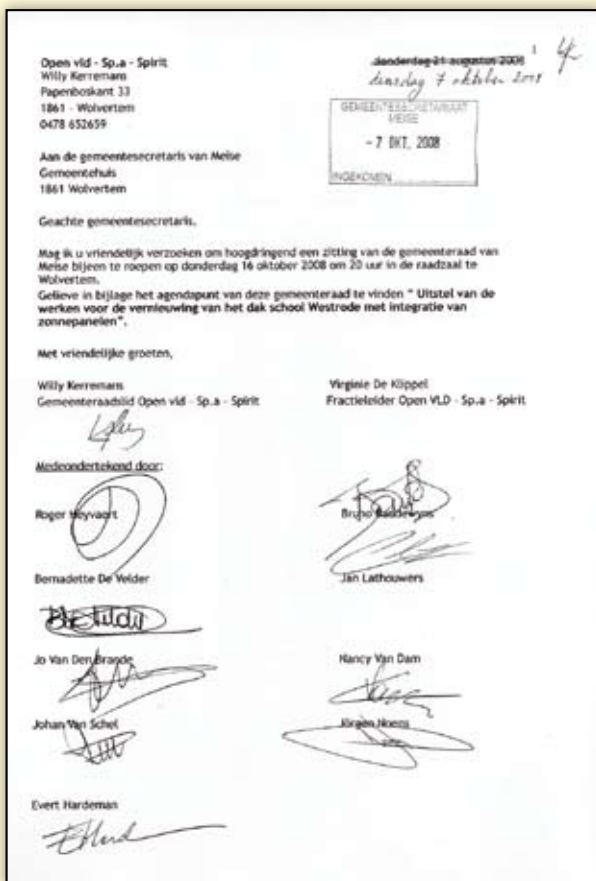 Open vld - Sp.a - Spirit
Willy Kerremans
Papenboskant 33
1861 - Wolvertem
0478 652659
donderdag 21 augustus 2008
dinsdag 7 oktober 2008
GEMEENTESECRETARIAAT
MEISE
- 7 OKT. 2008
INGEKOMEN
Aan de gemeentesecretaris van Meise
Gemeentehuis
1861 Wolvertem
Geachte gemeentesecretaris,
Mag ik u vriendelijk verzoeken om hoogdringend een zitting van de gemeenteraad van
Meise bijeen te roepen op donderdag 16 oktober 2008 om 20 uur in de raadzaal te
Wolvertem.
Gelieve in bijlage het agendapunt van deze gemeenteraad te vinden " Uitstel van de
werken voor de vernieuwing van het dak school Westrode met integratie van
zonnepanelen".
Met vriendelijke groeten,
Willy Kerremans
Gemeenteraadslid Open vld - Sp.a - Spirit
Virginie De Klippel
Fractieleider Open VLD - Sp.a - Spirit
Medeondertekend door:
Roger Heyvaert
Bruno
Bernadette De Velder
Jan Lathouwers
Jo Van Den Brande
Nancy Van Dam
Johan Van Schel
Jürgen Noens
Evert Hardeman